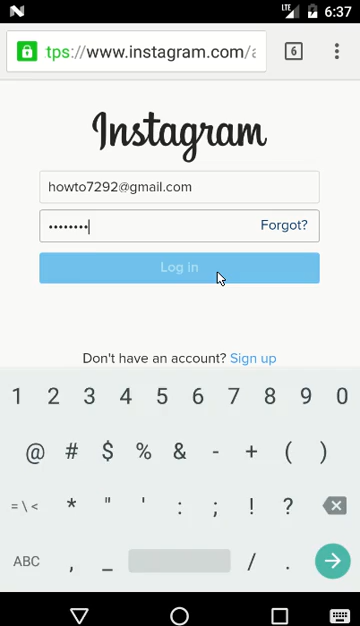 LTE 6:37
tps://www.instagram.com/a 6
Instagram
howto7292@gmail.com
•••••••• Forgot?
Log in
Don't have an account? Sign up
1 2 3 4 5 6 7 8 9 0
@ # $ % & - + ( )
= \ < * " ' : ; ! ?
ABC , _ / .